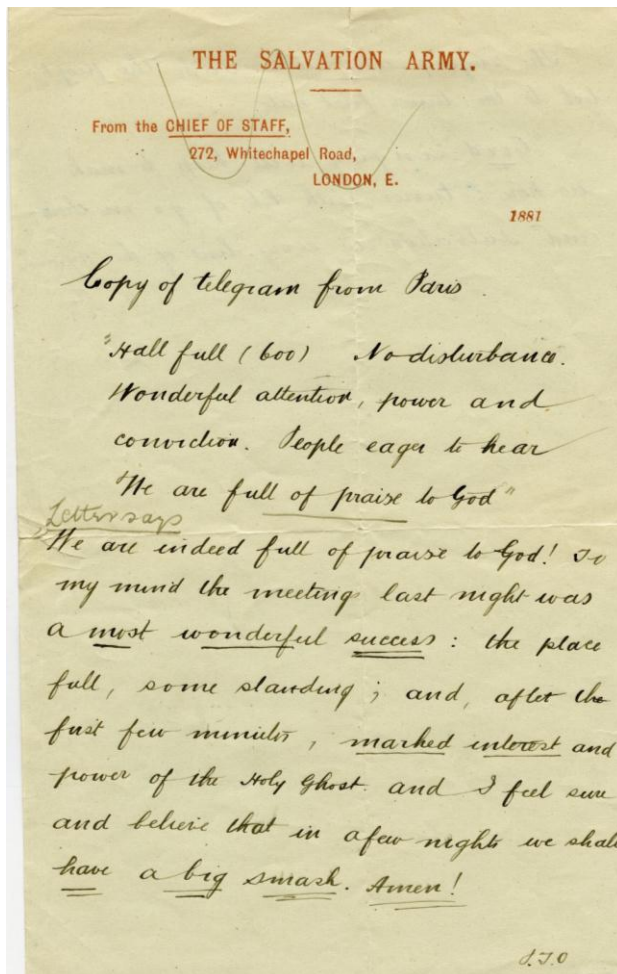 THE SALVATION ARMY.
From the CHIEF OF STAFF,
272, Whitechapel Road,
LONDON, E.
1881
Copy of telegram from Paris.
"Hall full (600) No disturbance.
Wonderful attention, power and
conviction. People eager to hear
"We are full of praise to God"
Letter says
We are indeed full of praise to God! To
my mind the meeting last night was
a most wonderful success: the place
full, some standing; and, after the
first few minutes, marked interest and
power of the Holy Ghost. and I feel sure
and believe that in a few nights we shall
have a big smash. Amen!
P.T.O